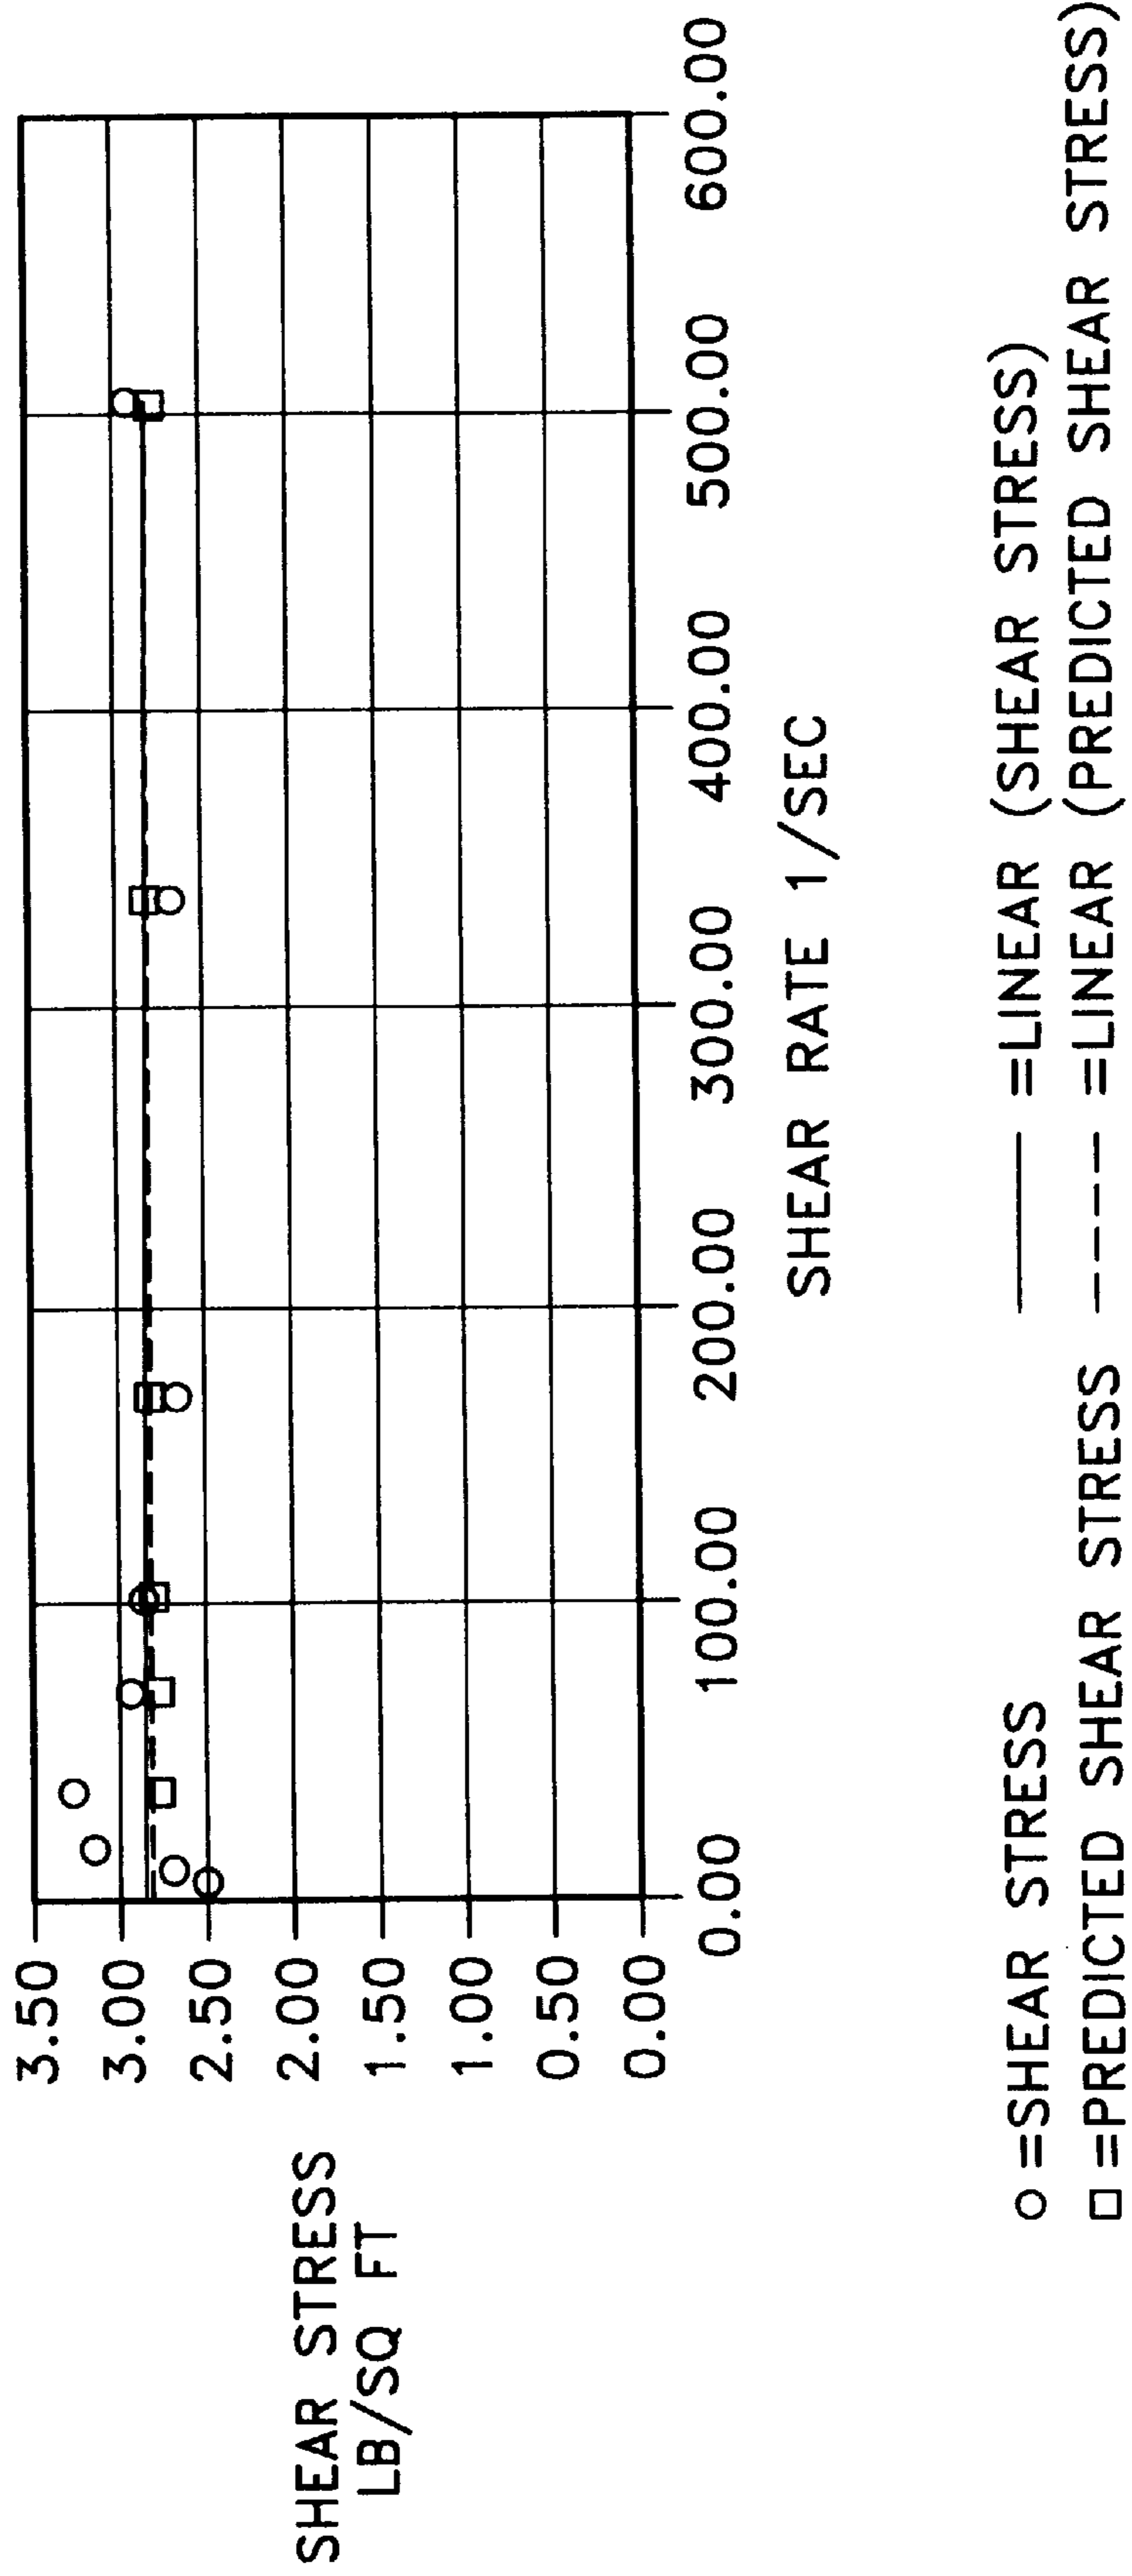 SHEAR STRESS
LB/SQ FT
3.50
3.00
2.50
2.00
1.50
1.00
0.50
0.00
0.00 100.00 200.00 300.00 400.00 500.00 600.00
SHEAR RATE 1/SEC
=SHEAR STRESS =LINEAR (SHEAR STRESS)
=PREDICTED SHEAR STRESS =LINEAR (PREDICTED SHEAR STRESS)